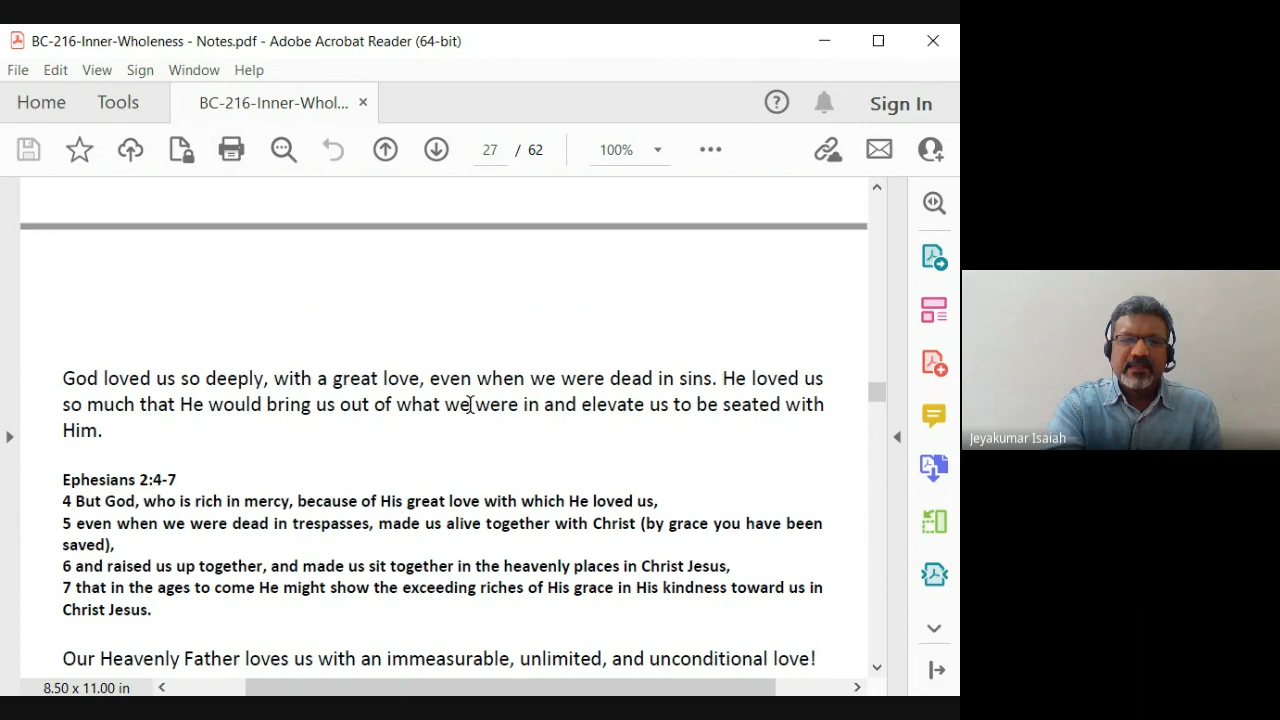 BC-216-Inner-Wholeness - Notes.pdf - Adobe Acrobat Reader (64-bit)
File Edit View Sign Window Help
Home Tools BC-216-Inner-Whol... Sign In
27 / 62 100%
God loved us so deeply, with a great love, even when we were dead in sins. He loved us
so much that He would bring us out of what we were in and elevate us to be seated with
Him.
Ephesians 2:4-7
4 But God, who is rich in mercy, because of His great love with which He loved us,
5 even when we were dead in trespasses, made us alive together with Christ (by grace you have been
saved),
6 and raised us up together, and made us sit together in the heavenly places in Christ Jesus,
7 that in the ages to come He might show the exceeding riches of His grace in His kindness toward us in
Christ Jesus.
Our Heavenly Father loves us with an immeasurable, unlimited, and unconditional love!
8.50 x 11.00 in
Jeyakumar Isaiah